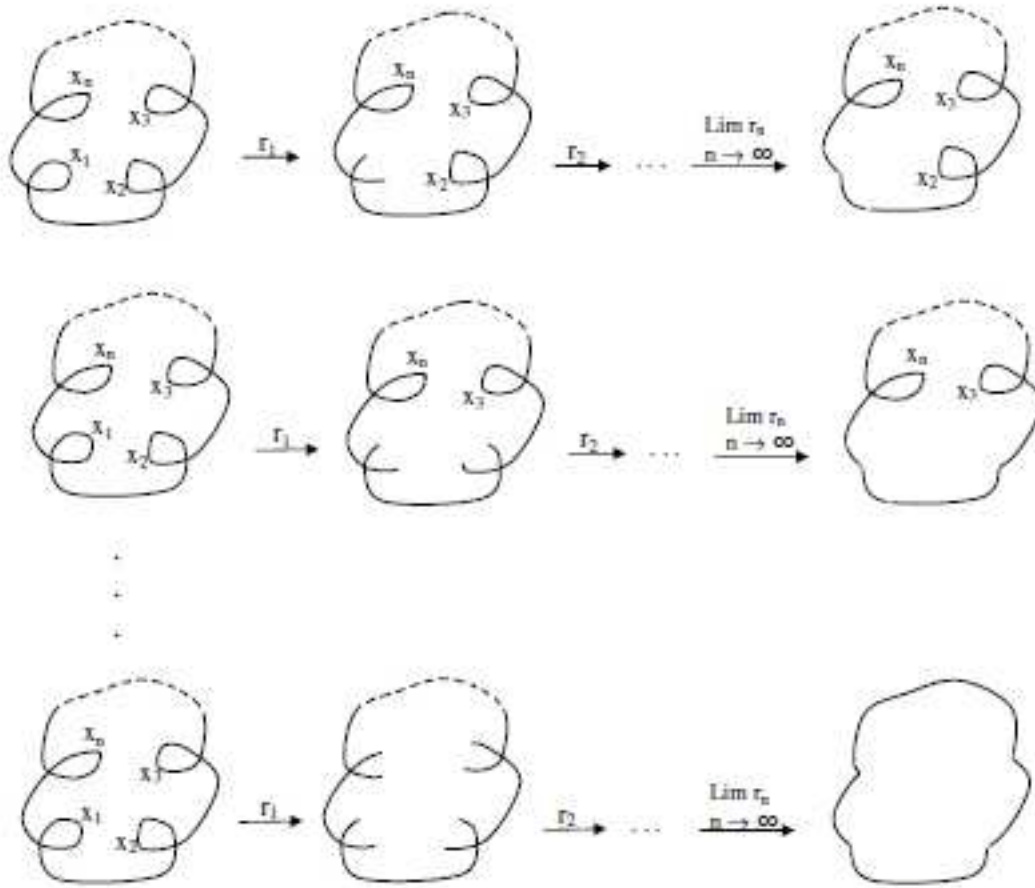 xₙ x₃ x₁ x₂ r₁ xₙ x₃ x₂ r₂ . . . Lim rₙ n → ∞ xₙ x₃ x₂
xₙ x₃ x₁ x₂ r₁ xₙ x₃ r₂ . . . Lim rₙ n → ∞ xₙ x₃
xₙ x₃ x₁ x₂ r₁ r₂ . . . Lim rₙ n → ∞